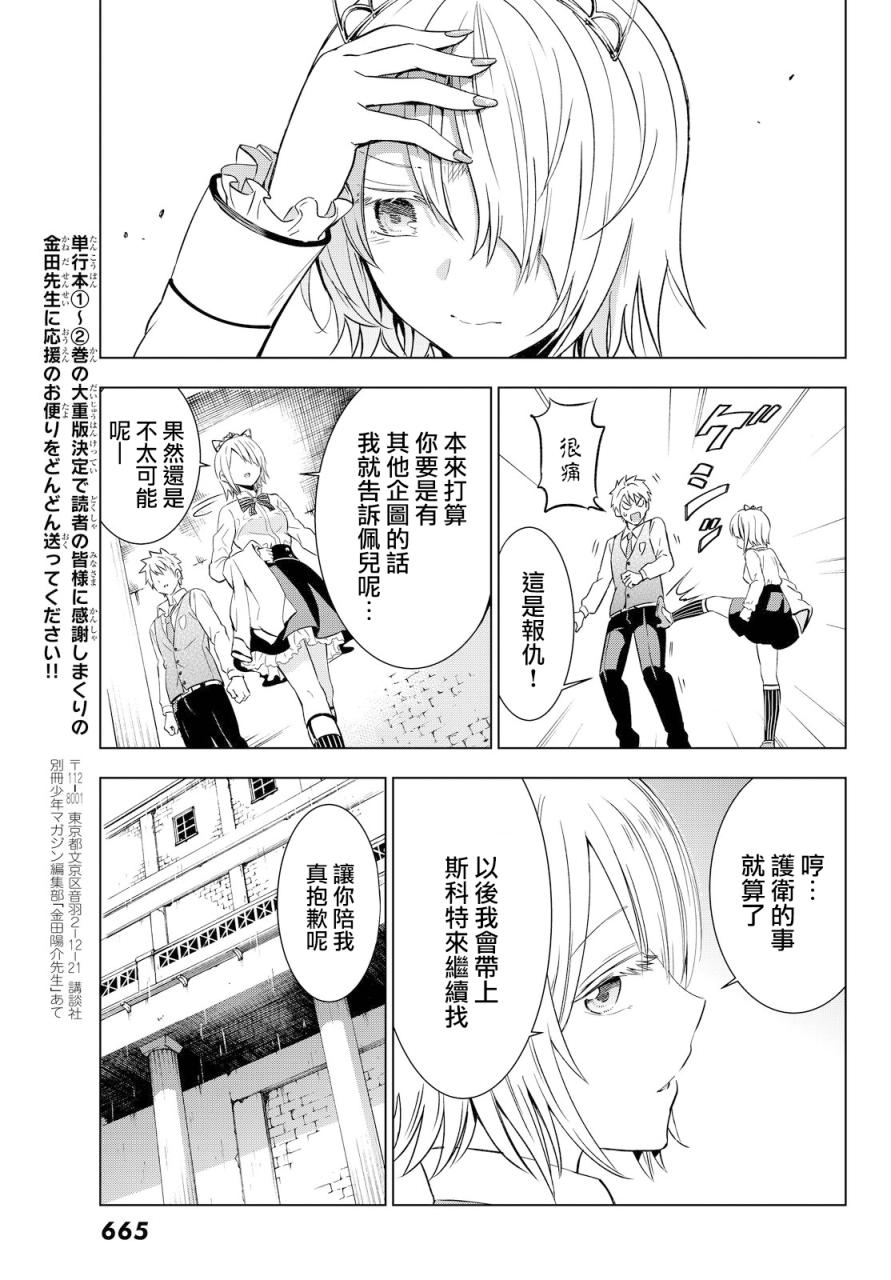 很痛
グイグイ
這是報仇！
本來打算
你要是有
其他企圖的話
我就告訴佩兒呢…
果然還是
不太可能
呢ー
哼…
護衛的事
就算了
以後我會帶上
斯科特來繼續找
讓你陪我
真抱歉呢
単行本①～②巻の大重版決定で読者の皆様に感謝しまくりの
金田先生に応援のお便りをどんどん送ってください!!
〒112-8001 東京都文京区音羽2-12-21 講談社
別冊少年マガジン編集部「金田陽介先生」あて
665